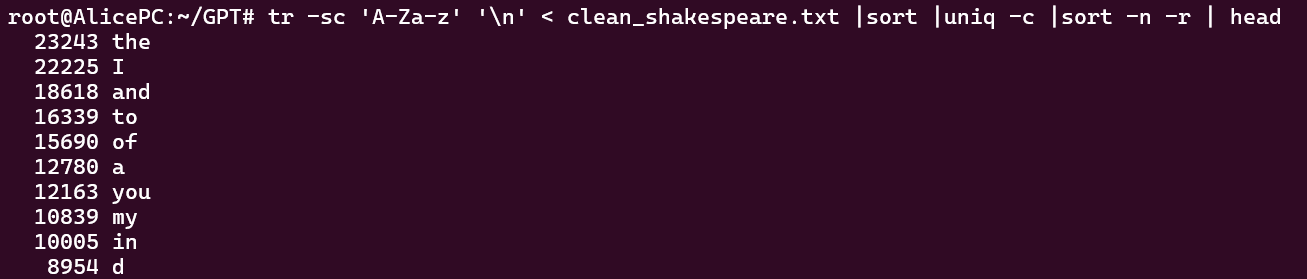 root@AlicePC:~/GPT# tr -sc 'A-Za-z' '\n' < clean_shakespeare.txt |sort |uniq -c |sort -n -r | head
23243 the
22225 I
18618 and
16339 to
15690 of
12780 a
12163 you
10839 my
10005 in
8954 d